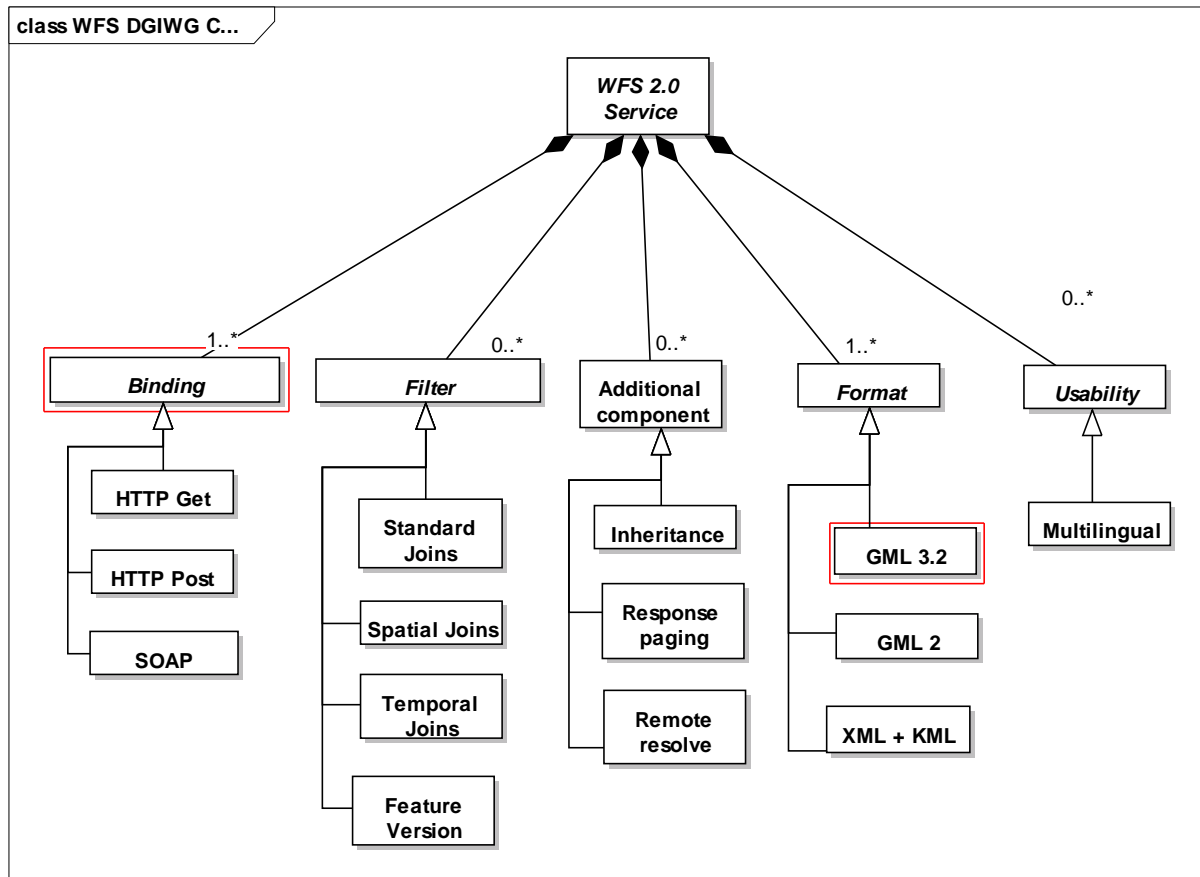 class WFS DGIWG C...
WFS 2.0
Service
0..*
1..*
0..*
0..*
1..*
Binding
Filter
Additional
component
Format
Usability
HTTP Get
Standard
Joins
Inheritance
GML 3.2
Multilingual
HTTP Post
Spatial Joins
Response
paging
GML 2
SOAP
Temporal
Joins
Remote
resolve
XML + KML
Feature
Version